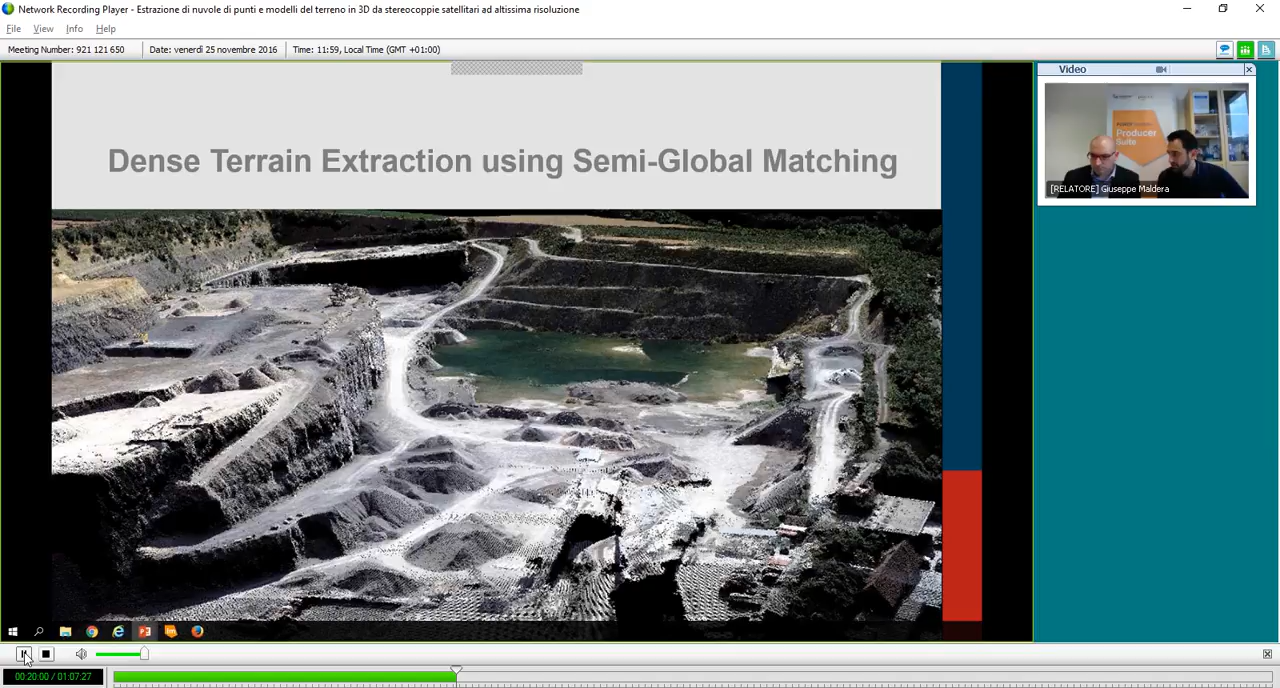 Network Recording Player - Estrazione di nuvole di punti e modelli del terreno in 3D da stereocoppie satellitari ad altissima risoluzione
File View Info Help
Meeting Number: 921 121 650 Date: venerdì 25 novembre 2016 Time: 11:59, Local Time (GMT +01:00)
Video
Dense Terrain Extraction using Semi-Global Matching
Producer
Suite
[RELATORE] Giuseppe Maldera
00:20:00 / 01:07:27